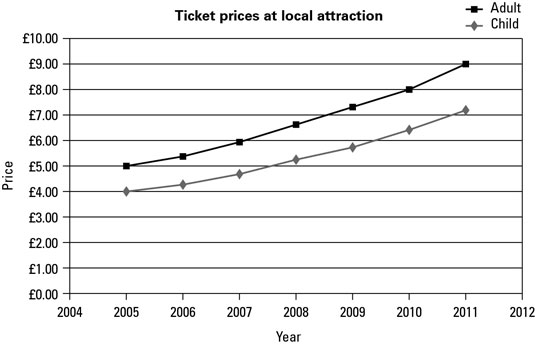 Ticket prices at local attraction
Adult
Child
£10.00
£9.00
£8.00
£7.00
£6.00
£5.00
£4.00
£3.00
£2.00
£1.00
£0.00
Price
2004 2005 2006 2007 2008 2009 2010 2011 2012
Year